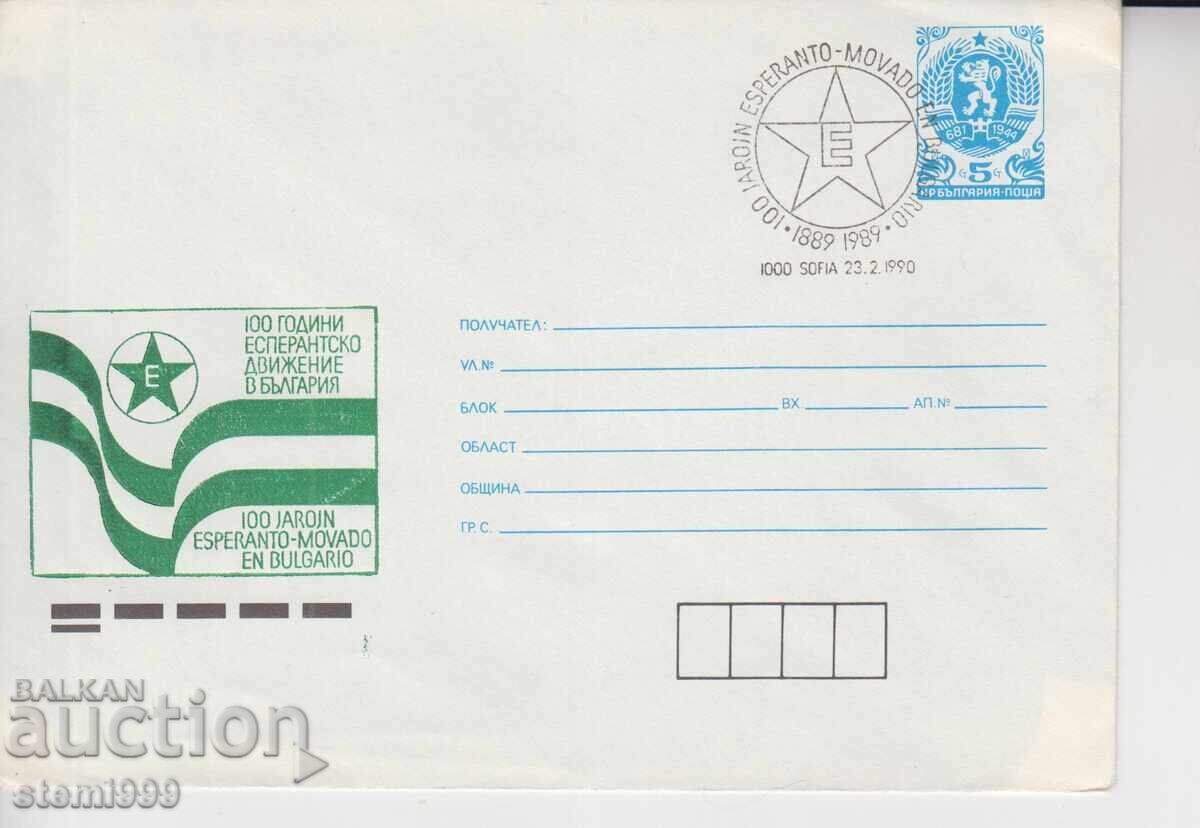 100 JAROJN ESPERANTO-MOVADO EN BULGARIO
• 1889 1989 •
E
1000 SOFIA 23.2.1990
681 1944
5
НР БЪЛГАРИЯ·ПОЩА
100 ГОДИНИ
ЕСПЕРАНТСКО
ДВИЖЕНИЕ
В БЪЛГАРИЯ
E
100 JAROJN
ESPERANTO-MOVADO
EN BULGARIO
ПОЛУЧАТЕЛ:
УЛ.№
БЛОК ВХ. АП.№
ОБЛАСТ
ОБЩИНА
ГР. С.
BALKAN
auction
stemi999